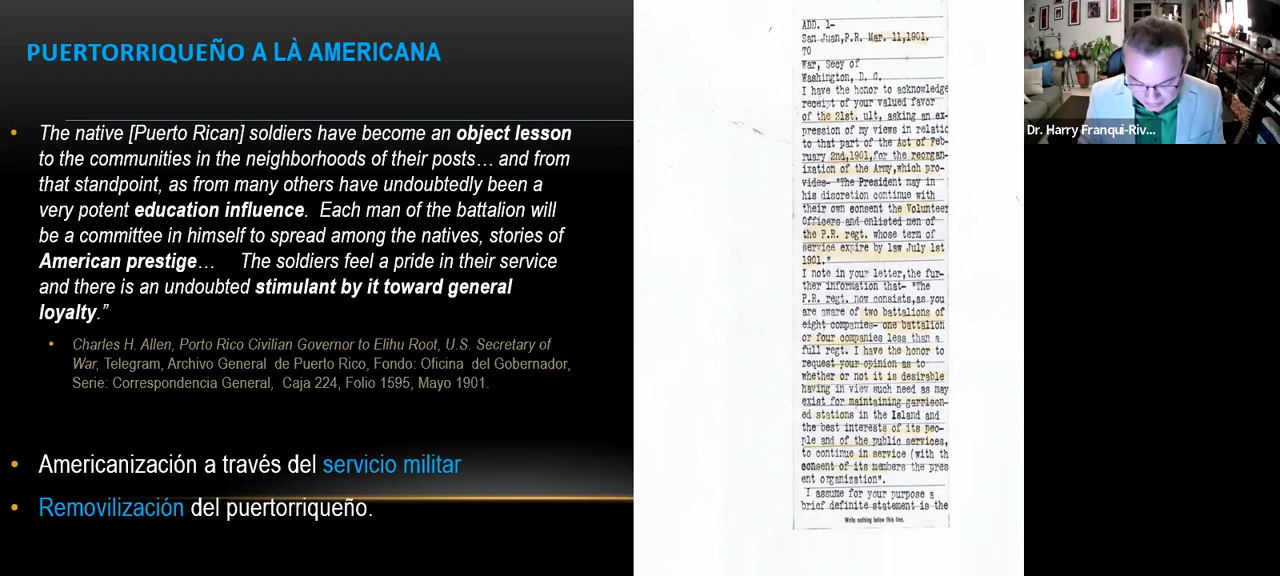 PUERTORRIQUEÑO A LÀ AMERICANA
• The native [Puerto Rican] soldiers have become an object lesson
to the communities in the neighborhoods of their posts… and from
that standpoint, as from many others have undoubtedly been a
very potent education influence. Each man of the battalion will
be a committee in himself to spread among the natives, stories of
American prestige… The soldiers feel a pride in their service
and there is an undoubted stimulant by it toward general
loyalty.”
• Charles H. Allen, Porto Rico Civilian Governor to Elihu Root, U.S. Secretary of
War, Telegram, Archivo General de Puerto Rico, Fondo: Oficina del Gobernador,
Serie: Correspondencia General, Caja 224, Folio 1595, Mayo 1901.
• Americanización a través del servicio militar
• Removilización del puertorriqueño.
ADD. 1-
San Juan,P.R. Mar. 11,1901.
TO
War, Secy of
Washington, D. C.
I have the honor to acknowledge
receipt of your valued favor
of the 21st. ult, asking an ex-
pression of my views in relatio
to that part of the Act of Feb-
ruary 2nd,1901,for the reorgan-
ization of the Army,which pro-
vides- "The President may in
his discretion continue with
their own consent the Volunteer
Officers and enlisted men of
the P.R. regt. whose term of
service expire by law July 1st
1901."
I note in your letter,the fur-
ther information that- "The
P.R. regt. now consists,as you
are aware of two battalions of
eight companies- one battalion
or four companies less than a
full regt. I have the honor to
request your opinion as to
whether or not it is desirable
having in view such need as may
exist for maintaining garrison-
ed stations in the Island and
the best interests of its peo-
ple and of the public services,
to continue in service (with th
consent of its members the pres
ent organization".
I assume for your purpose a
brief definite statement is the
Write nothing below this line.
Dr. Harry Franqui-Riv...